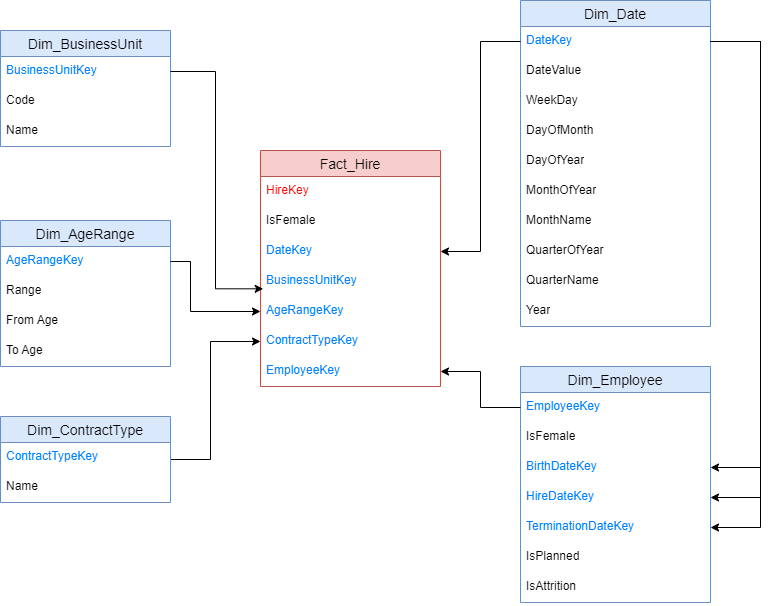 Dim_BusinessUnit
BusinessUnitKey
Code
Name
Dim_AgeRange
AgeRangeKey
Range
From Age
To Age
Dim_ContractType
ContractTypeKey
Name
Fact_Hire
HireKey
IsFemale
DateKey
BusinessUnitKey
AgeRangeKey
ContractTypeKey
EmployeeKey
Dim_Date
DateKey
DateValue
WeekDay
DayOfMonth
DayOfYear
MonthOfYear
MonthName
QuarterOfYear
QuarterName
Year
Dim_Employee
EmployeeKey
IsFemale
BirthDateKey
HireDateKey
TerminationDateKey
IsPlanned
IsAttrition